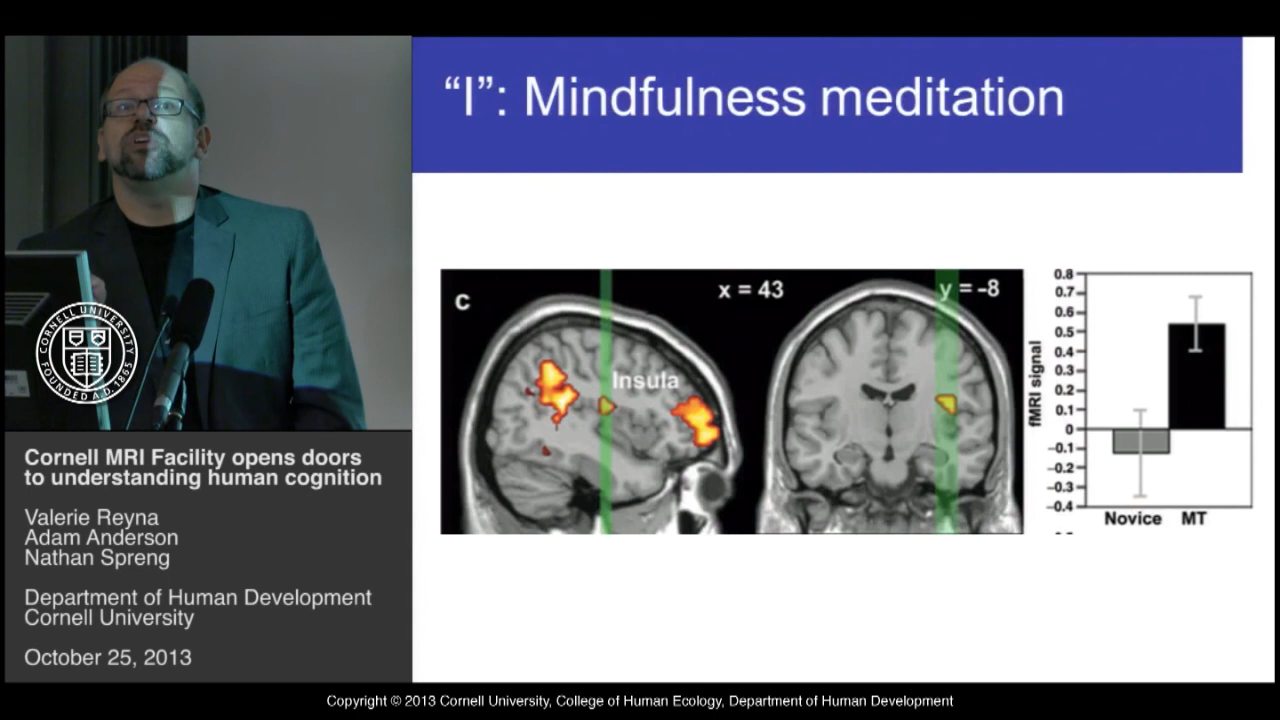 "I": Mindfulness meditation
C
x = 43
y = -8
Insula
fMRI signal
0.8
0.7
0.6
0.5
0.4
0.3
0.2
0.1
0
−0.1
−0.2
−0.3
−0.4
Novice MT
CORNELL UNIVERSITY
FOUNDED A.D. 1865
Cornell MRI Facility opens doors
to understanding human cognition
Valerie Reyna
Adam Anderson
Nathan Spreng
Department of Human Development
Cornell University
October 25, 2013
Copyright © 2013 Cornell University, College of Human Ecology, Department of Human Development